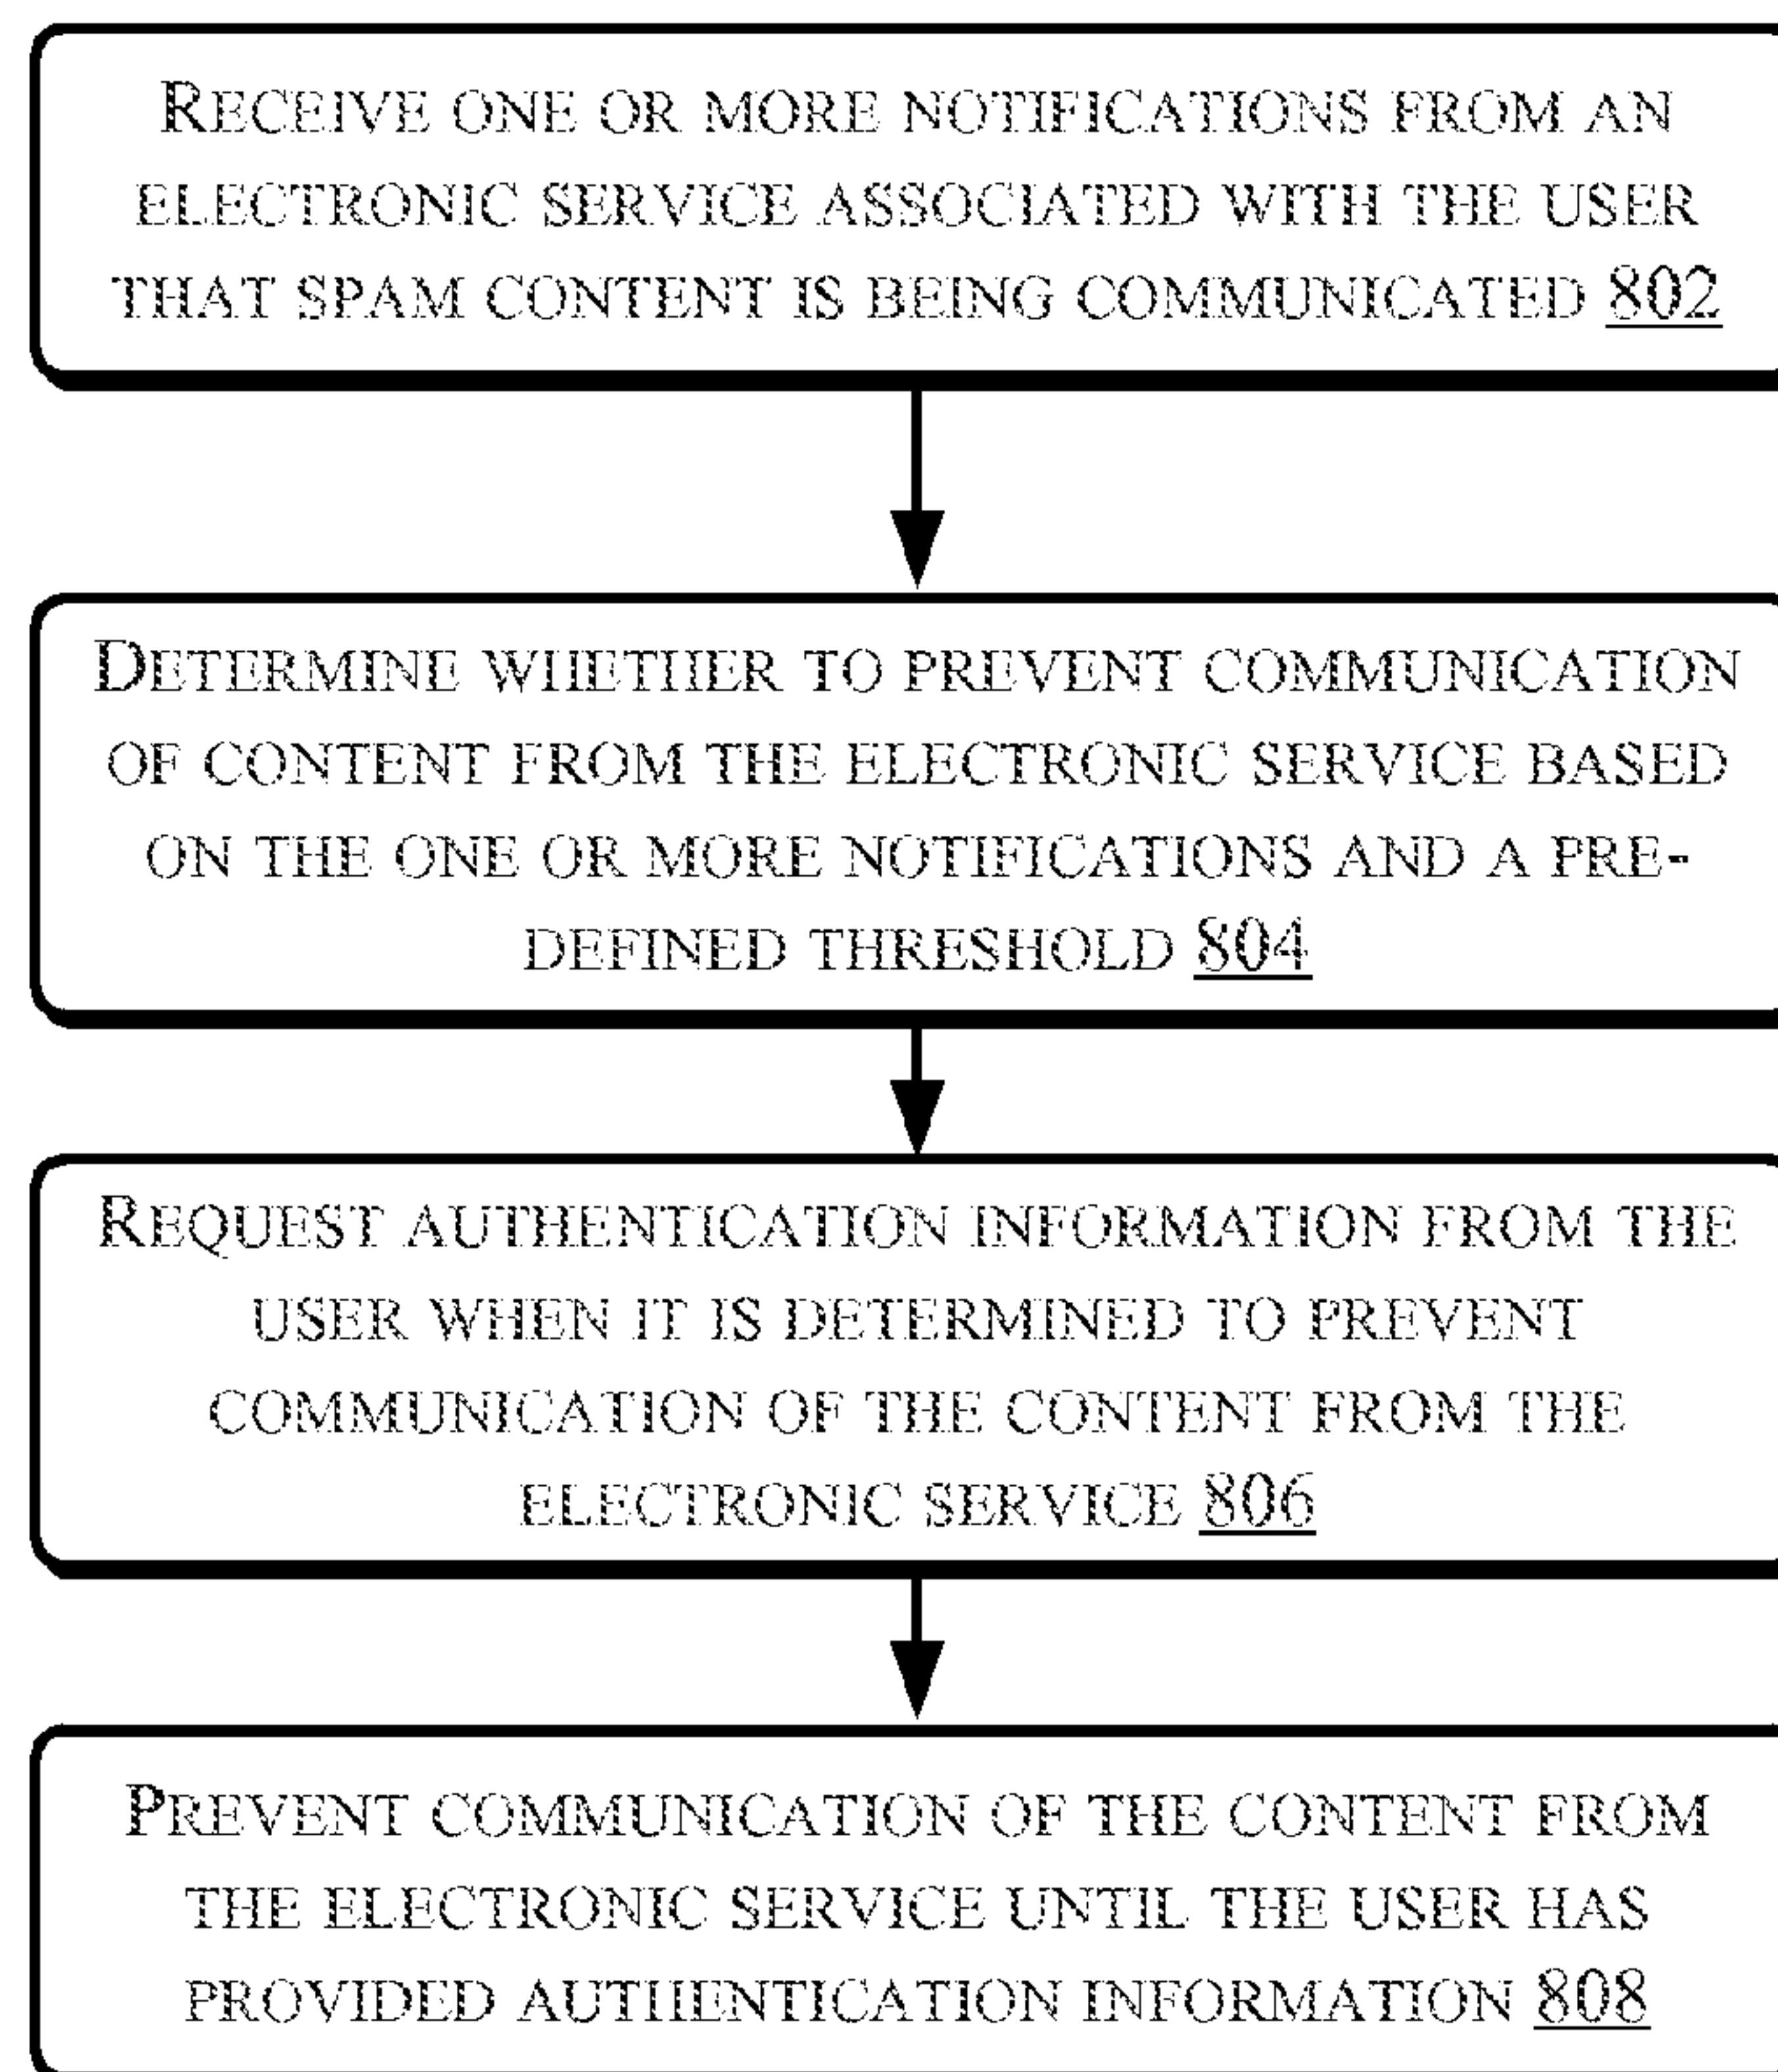 RECEIVE ONE OR MORE NOTIFICATIONS FROM AN
ELECTRONIC SERVICE ASSOCIATED WITH THE USER
THAT SPAM CONTENT IS BEING COMMUNICATED 802
DETERMINE WHETHER TO PREVENT COMMUNICATION
OF CONTENT FROM THE ELECTRONIC SERVICE BASED
ON THE ONE OR MORE NOTIFICATIONS AND A PRE-
DEFINED THRESHOLD 804
REQUEST AUTHENTICATION INFORMATION FROM THE
USER WHEN IT IS DETERMINED TO PREVENT
COMMUNICATION OF THE CONTENT FROM THE
ELECTRONIC SERVICE 806
PREVENT COMMUNICATION OF THE CONTENT FROM
THE ELECTRONIC SERVICE UNTIL THE USER HAS
PROVIDED AUTHENTICATION INFORMATION 808